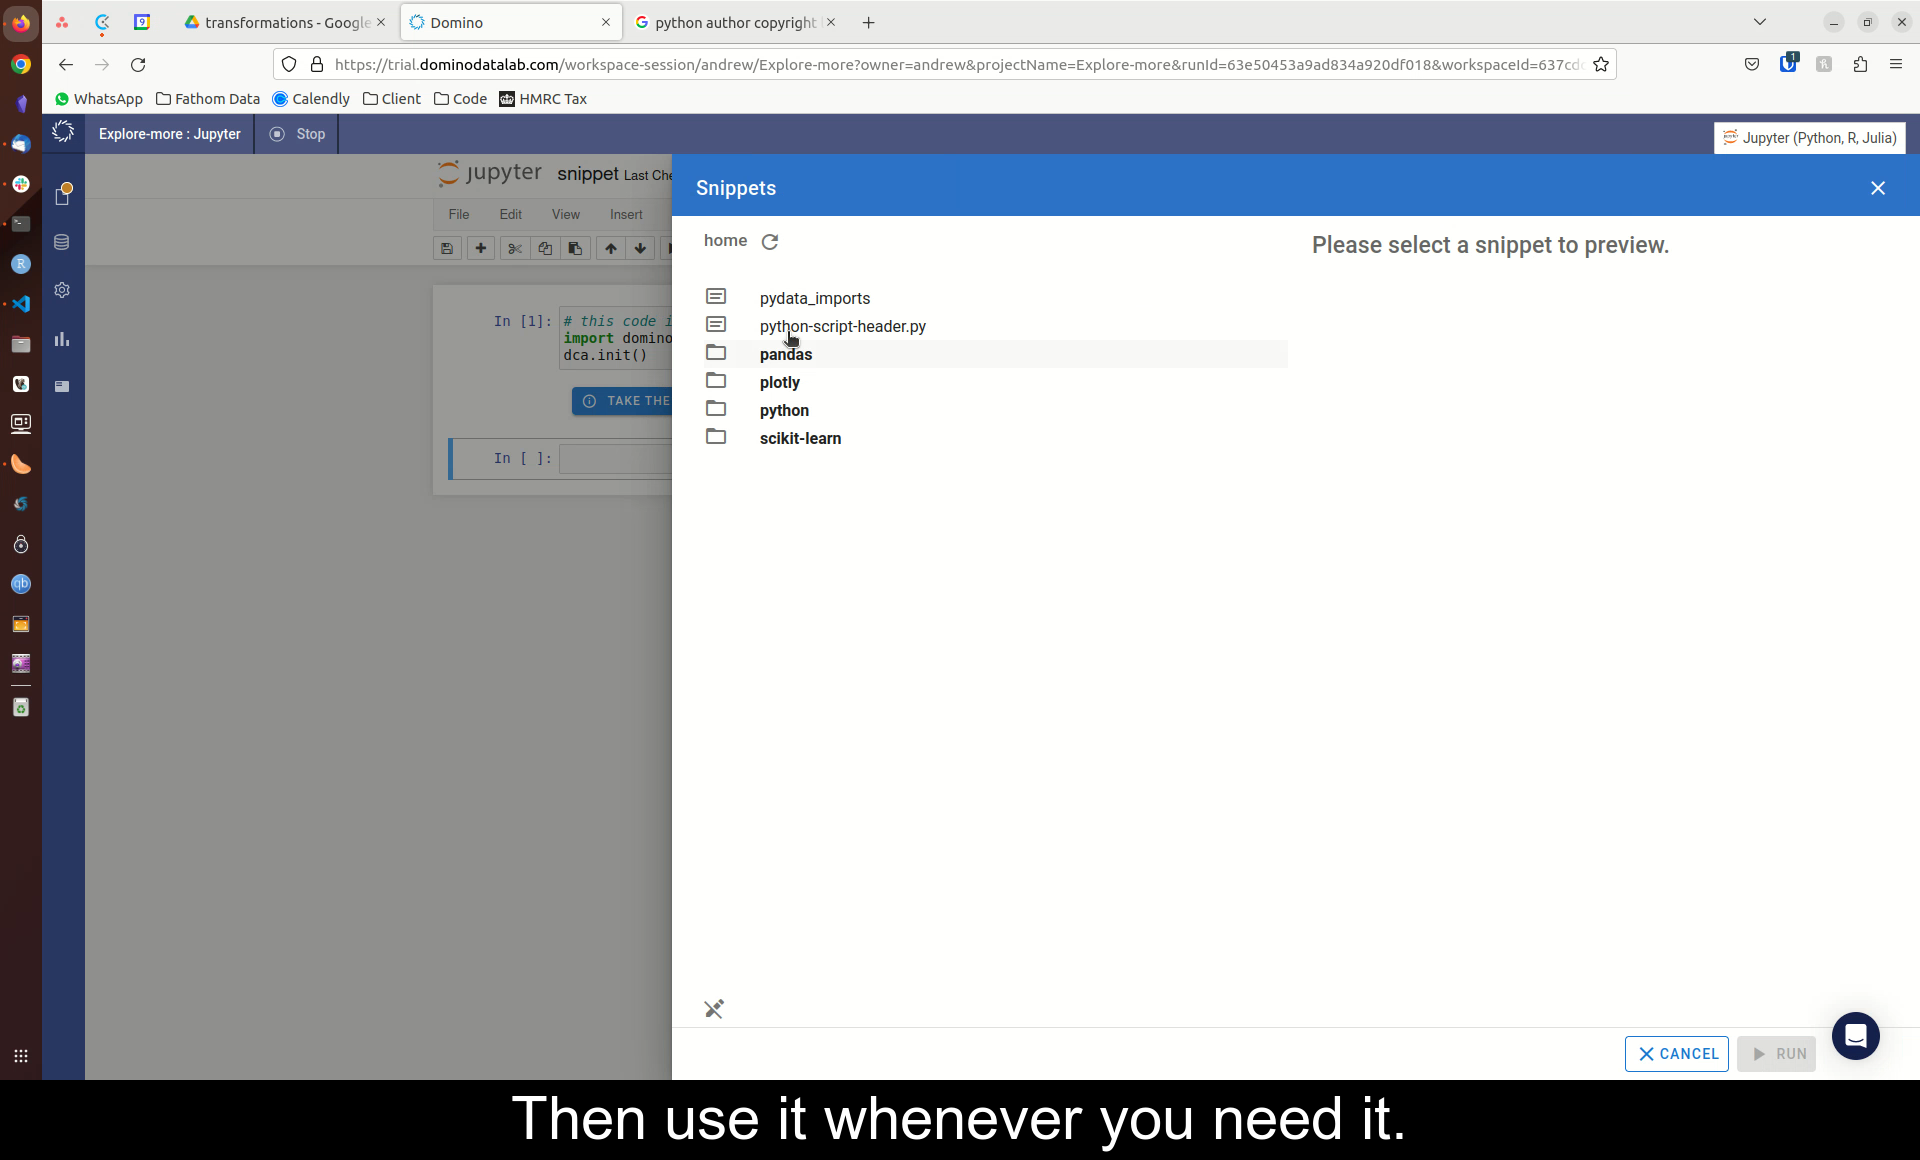 transformations - Google
Domino
python author copyright
https://trial.dominodatalab.com/workspace-session/andrew/Explore-more?owner=andrew&projectName=Explore-more&runId=63e50453a9ad834a920df018&workspaceId=637cd
1
WhatsApp
Fathom Data
Calendly
Client
Code
HMRC Tax
Explore-more : Jupyter
Stop
Jupyter (Python, R, Julia)
jupyter snippet Last Che
File Edit View Insert
In [1]: # this code i
import domino
dca.init()
TAKE THE
In [ ]:
Snippets
home
Please select a snippet to preview.
pydata_imports
python-script-header.py
pandas
plotly
python
scikit-learn
CANCEL
RUN
Then use it whenever you need it.